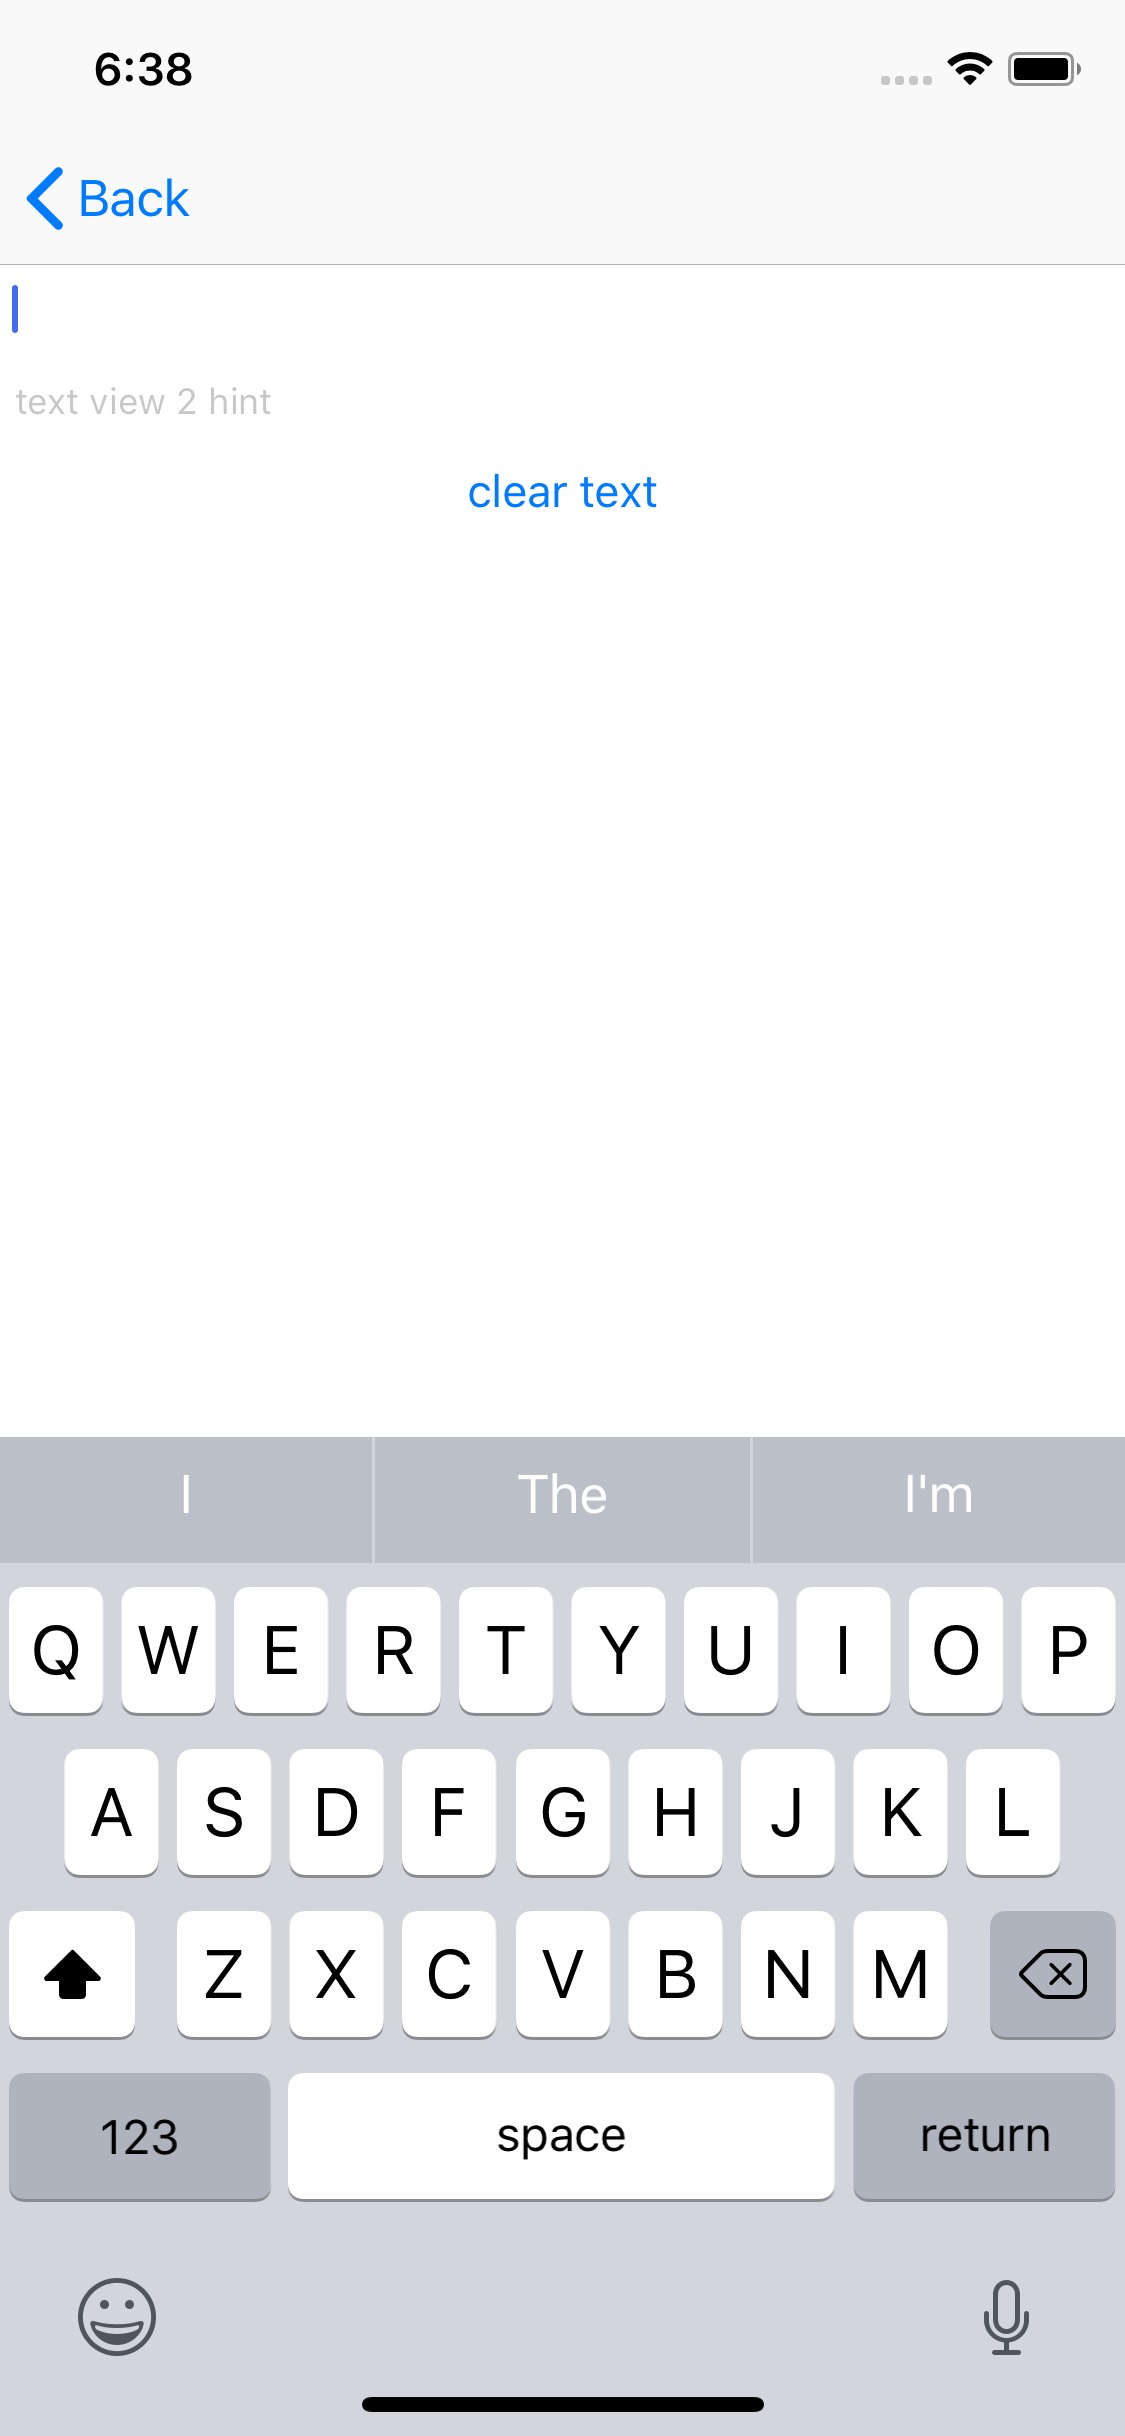 6:38
Back
text view 2 hint
clear text
I The I'm
Q W E R T Y U I O P
A S D F G H J K L
Z X C V B N M
123 space return